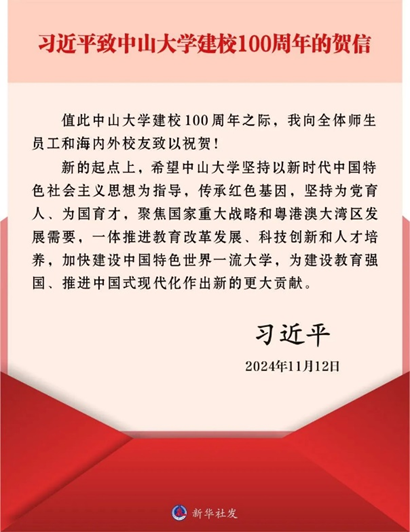 习近平致中山大学建校100周年的贺信
值此中山大学建校100周年之际，我向全体师生
员工和海内外校友致以祝贺！
新的起点上，希望中山大学坚持以新时代中国特
色社会主义思想为指导，传承红色基因，坚持为党育
人、为国育才，聚焦国家重大战略和粤港澳大湾区发
展需要，一体推进教育改革发展、科技创新和人才培
养，加快建设中国特色世界一流大学，为建设教育强
国、推进中国式现代化作出新的更大贡献。
习近平
2024年11月12日
新华社发